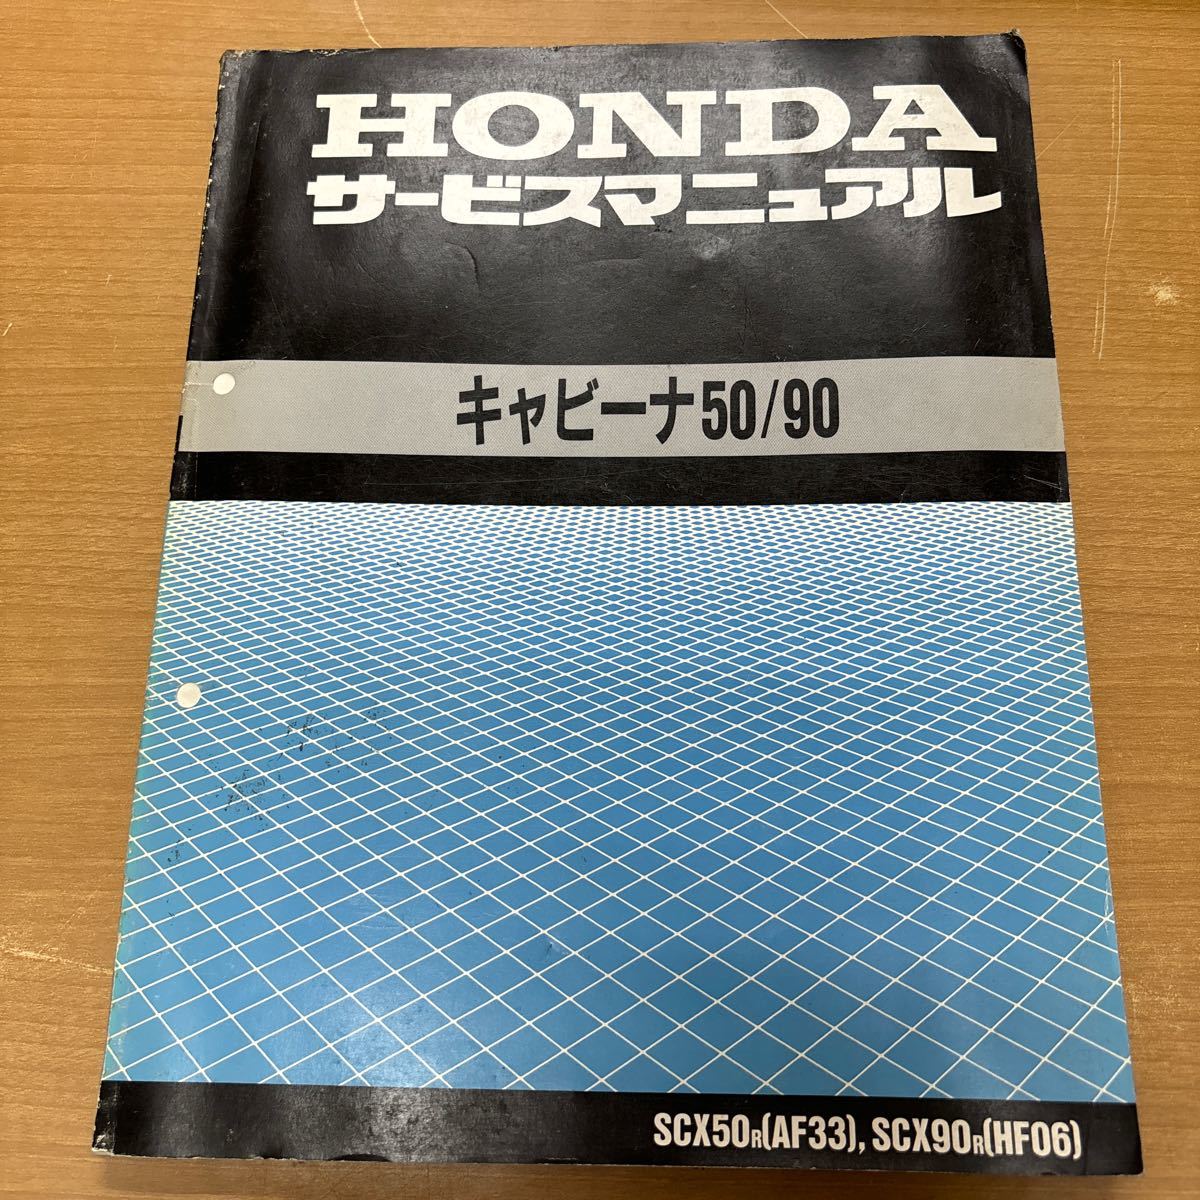 HONDA
サービスマニュアル
キャビーナ50/90
SCX50R(AF33), SCX90R(HF06)